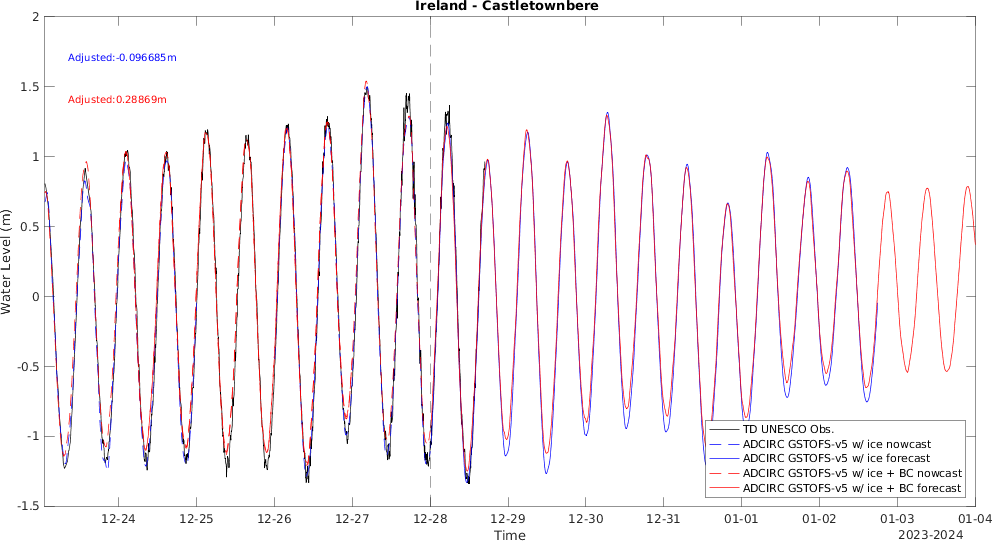 Ireland - Castletownbere
2
1.5
1
0.5
0
-0.5
-1
-1.5
Water Level (m)
Adjusted:-0.096685m
Adjusted:0.28869m
TD UNESCO Obs.
ADCIRC GSTOFS-v5 w/ ice nowcast
ADCIRC GSTOFS-v5 w/ ice forecast
ADCIRC GSTOFS-v5 w/ ice + BC nowcast
ADCIRC GSTOFS-v5 w/ ice + BC forecast
12-24 12-25 12-26 12-27 12-28 12-29 12-30 12-31 01-01 01-02 01-03 01-04
Time
2023-2024